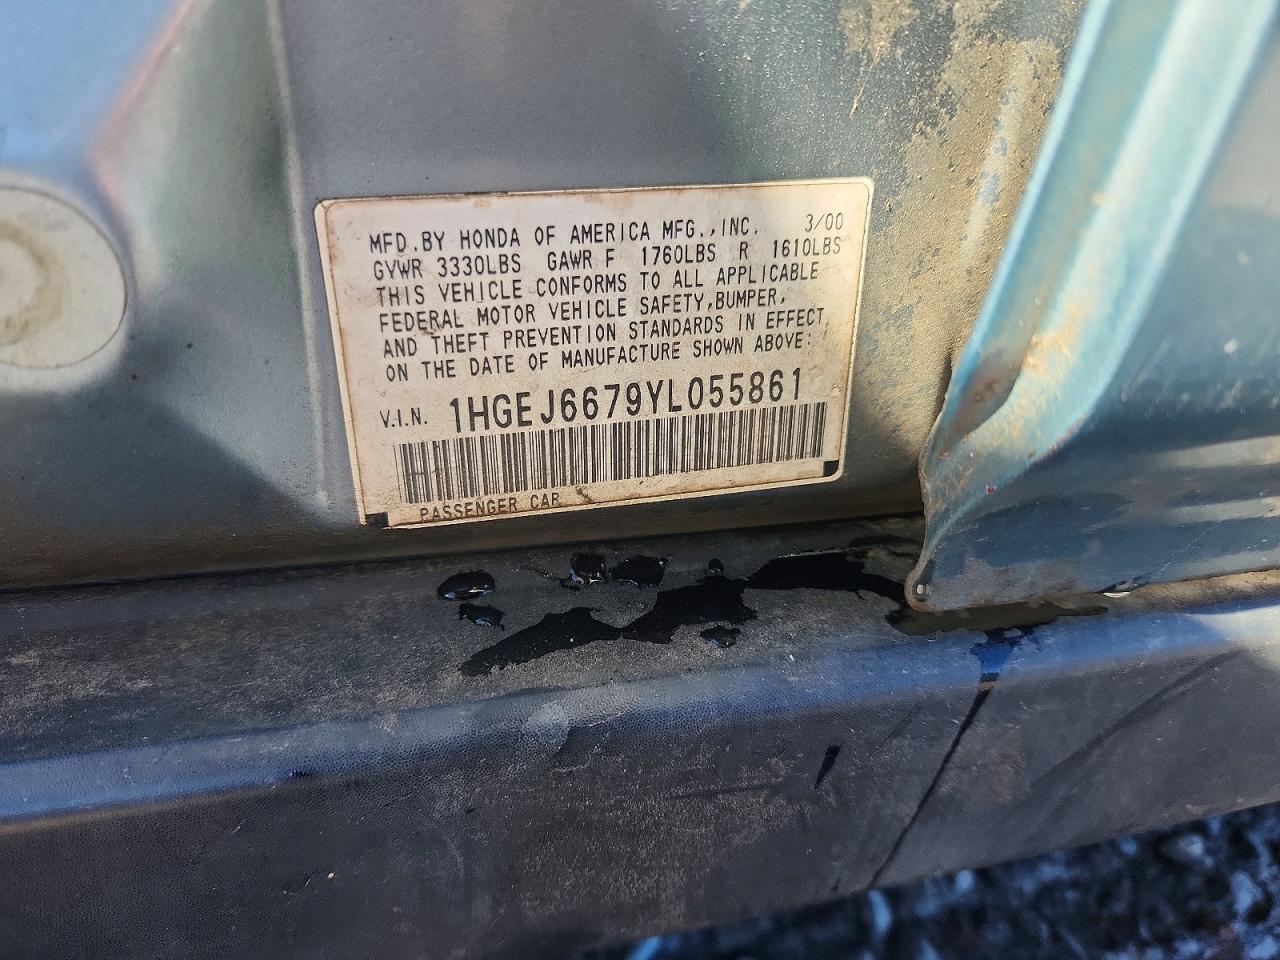 MFD.BY HONDA OF AMERICA MFG.,INC. 3/00
GVWR 3330LBS GAWR F 1760LBS R 1610LBS
THIS VEHICLE CONFORMS TO ALL APPLICABLE
FEDERAL MOTOR VEHICLE SAFETY,BUMPER,
AND THEFT PREVENTION STANDARDS IN EFFECT
ON THE DATE OF MANUFACTURE SHOWN ABOVE:
V.I.N. 1HGEJ6679YL055861
PASSENGER CAR